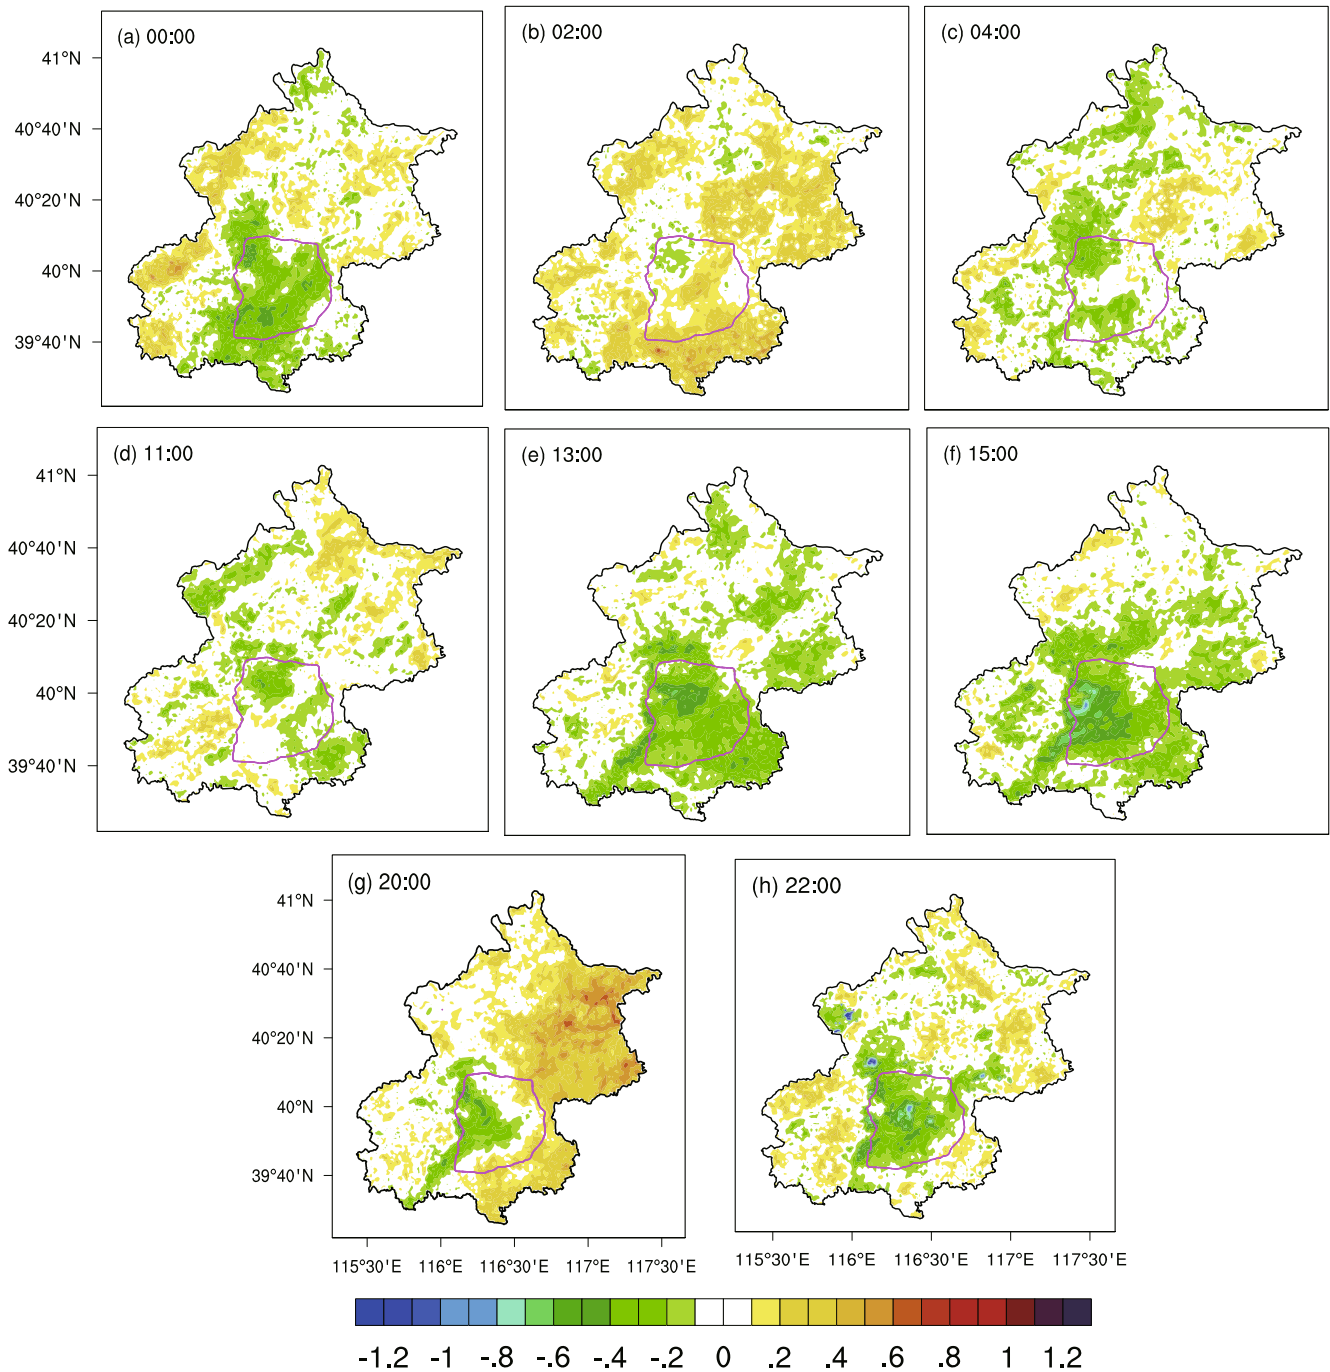 (a) 00:00
(b) 02:00
(c) 04:00
41°N
40°40'N
40°20'N
40°N
39°40'N
(d) 11:00
(e) 13:00
(f) 15:00
41°N
40°40'N
40°20'N
40°N
39°40'N
(g) 20:00
(h) 22:00
41°N
40°40'N
40°20'N
40°N
39°40'N
115°30'E 116°E 116°30'E 117°E 117°30'E
115°30'E 116°E 116°30'E 117°E 117°30'E
-1.2 -1 -.8 -.6 -.4 -.2 0 .2 .4 .6 .8 1 1.2